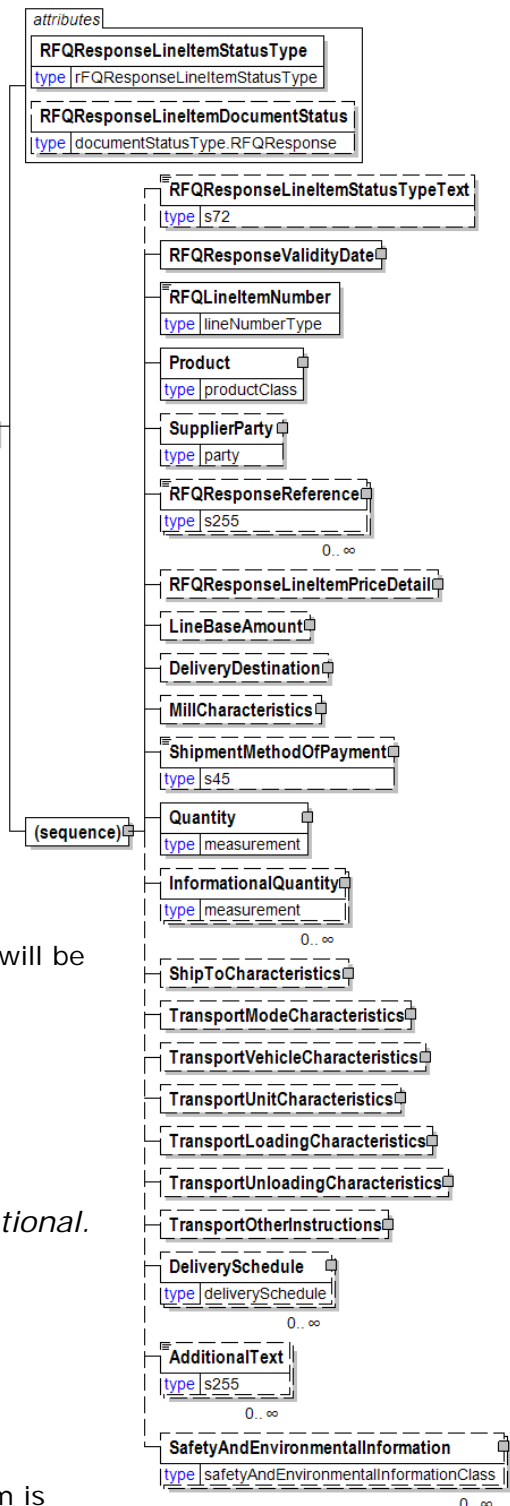 attributes
RFQResponseLineItemStatusType
type rFQResponseLineItemStatusType
RFQResponseLineItemDocumentStatus
type documentStatusType.RFQResponse
RFQResponseLineItemStatusTypeText
type s72
RFQResponseValidityDate
RFQLineItemNumber
type lineNumberType
Product
type productClass
SupplierParty
type party
RFQResponseReference
type s255
0.. ∞
RFQResponseLineItemPriceDetail
LineBaseAmount
DeliveryDestination
MillCharacteristics
ShipmentMethodOfPayment
type s45
(sequence)
Quantity
type measurement
InformationalQuantity
type measurement
0.. ∞
will be
ShipToCharacteristics
TransportModeCharacteristics
TransportVehicleCharacteristics
TransportUnitCharacteristics
TransportLoadingCharacteristics
TransportUnloadingCharacteristics
tional.
TransportOtherInstructions
DeliverySchedule
type deliverySchedule
0.. ∞
AdditionalText
type s255
0.. ∞
SafetyAndEnvironmentalInformation
type safetyAndEnvironmentalInformationClass
0.. ∞
is